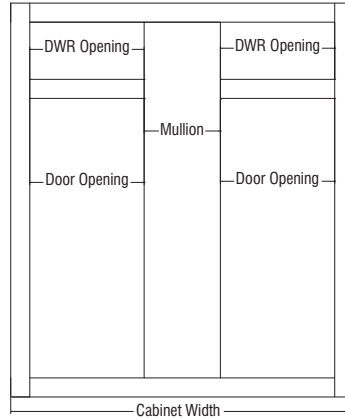 DWR Opening
DWR Opening
Mullion
Door Opening
Door Opening
Cabinet Width